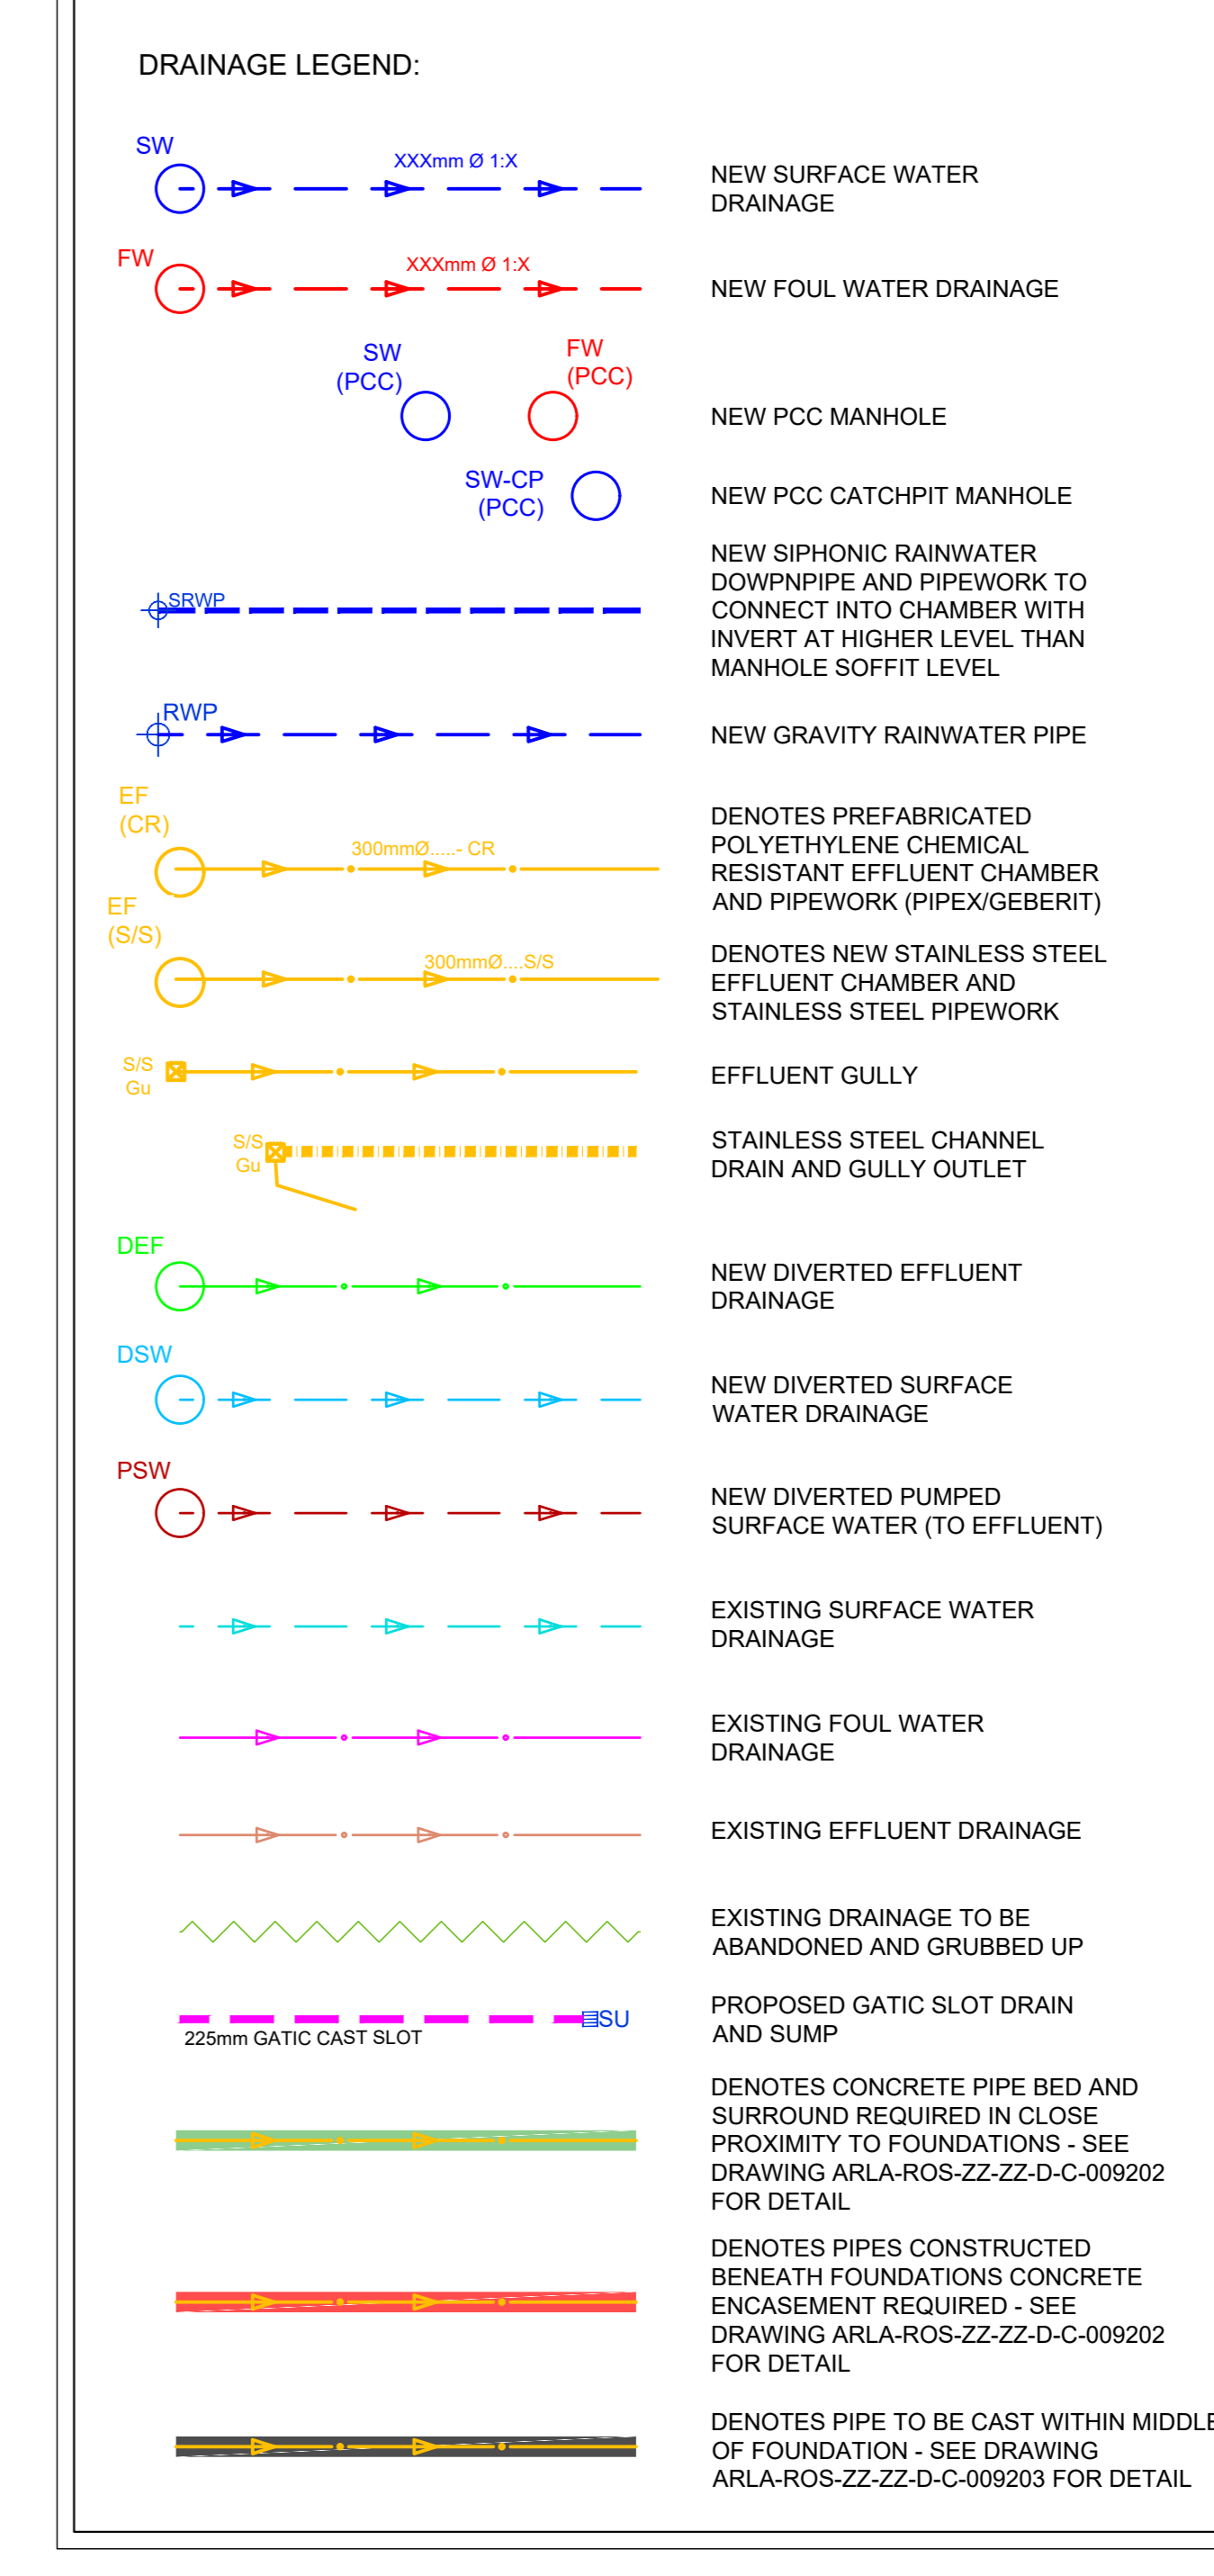 DRAINAGE LEGEND:
SW
XXXmm Ø 1:X
NEW SURFACE WATER
DRAINAGE
FW
XXXmm Ø 1:X
NEW FOUL WATER DRAINAGE
SW
(PCC)
FW
(PCC)
NEW PCC MANHOLE
SW-CP
(PCC)
NEW PCC CATCHPIT MANHOLE
SRWP
NEW SIPHONIC RAINWATER
DOWPNPIPE AND PIPEWORK TO
CONNECT INTO CHAMBER WITH
INVERT AT HIGHER LEVEL THAN
MANHOLE SOFFIT LEVEL
RWP
NEW GRAVITY RAINWATER PIPE
EF
(CR)
300mmØ.....- CR
DENOTES PREFABRICATED
POLYETHYLENE CHEMICAL
RESISTANT EFFLUENT CHAMBER
AND PIPEWORK (PIPEX/GEBERIT)
EF
(S/S)
300mmØ....S/S
DENOTES NEW STAINLESS STEEL
EFFLUENT CHAMBER AND
STAINLESS STEEL PIPEWORK
S/S
Gu
EFFLUENT GULLY
S/S
Gu
STAINLESS STEEL CHANNEL
DRAIN AND GULLY OUTLET
DEF
NEW DIVERTED EFFLUENT
DRAINAGE
DSW
NEW DIVERTED SURFACE
WATER DRAINAGE
PSW
NEW DIVERTED PUMPED
SURFACE WATER (TO EFFLUENT)
EXISTING SURFACE WATER
DRAINAGE
EXISTING FOUL WATER
DRAINAGE
EXISTING EFFLUENT DRAINAGE
EXISTING DRAINAGE TO BE
ABANDONED AND GRUBBED UP
SU
225mm GATIC CAST SLOT
PROPOSED GATIC SLOT DRAIN
AND SUMP
DENOTES CONCRETE PIPE BED AND
SURROUND REQUIRED IN CLOSE
PROXIMITY TO FOUNDATIONS - SEE
DRAWING ARLA-ROS-ZZ-ZZ-D-C-009202
FOR DETAIL
DENOTES PIPES CONSTRUCTED
BENEATH FOUNDATIONS CONCRETE
ENCASEMENT REQUIRED - SEE
DRAWING ARLA-ROS-ZZ-ZZ-D-C-009202
FOR DETAIL
DENOTES PIPE TO BE CAST WITHIN MIDDLE
OF FOUNDATION - SEE DRAWING
ARLA-ROS-ZZ-ZZ-D-C-009203 FOR DETAIL